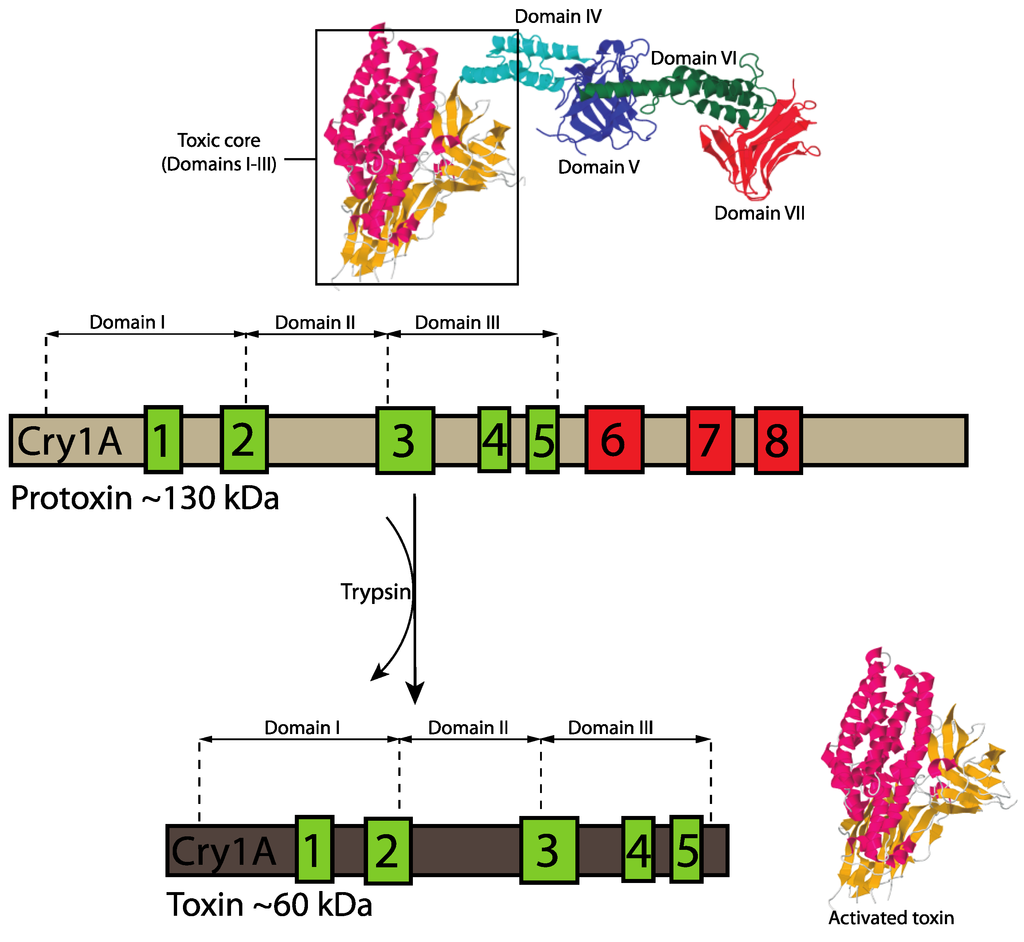 Domain IV
Domain VI
Toxic core
(Domains I-III)
Domain V
Domain VII
Domain I
Domain II
Domain III
Cry1A 1 2 3 4 5 6 7 8
Protoxin ~130 kDa
Trypsin
Domain I
Domain II
Domain III
Cry1A 1 2 3 4 5
Toxin ~60 kDa
Activated toxin